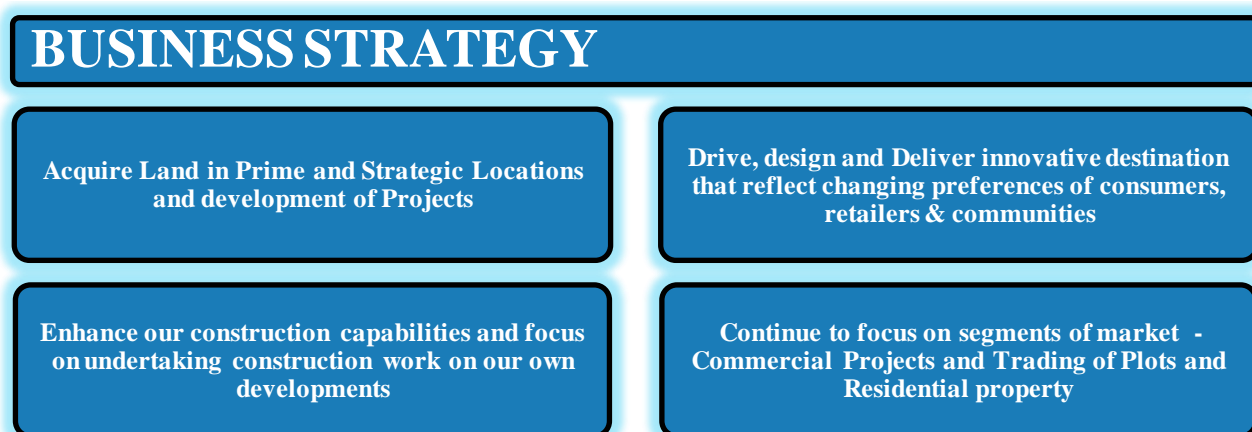 BUSINESS STRATEGY
Acquire Land in Prime and Strategic Locations
and development of Projects
Drive, design and Deliver innovative destination
that reflect changing preferences of consumers,
retailers & communities
Enhance our construction capabilities and focus
on undertaking construction work on our own
developments
Continue to focus on segments of market -
Commercial Projects and Trading of Plots and
Residential property